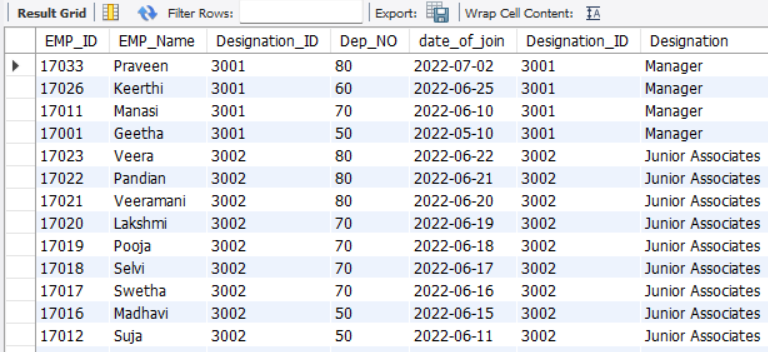 Result Grid Filter Rows: Export: Wrap Cell Content: IA
EMP_ID EMP_Name Designation_ID Dep_NO date_of_join Designation_ID Designation
17033 Praveen 3001 80 2022-07-02 3001 Manager
17026 Keerthi 3001 60 2022-06-25 3001 Manager
17011 Manasi 3001 70 2022-06-10 3001 Manager
17001 Geetha 3001 50 2022-05-10 3001 Manager
17023 Veera 3002 80 2022-06-22 3002 Junior Associates
17022 Pandian 3002 80 2022-06-21 3002 Junior Associates
17021 Veeramani 3002 80 2022-06-20 3002 Junior Associates
17020 Lakshmi 3002 70 2022-06-19 3002 Junior Associates
17019 Pooja 3002 70 2022-06-18 3002 Junior Associates
17018 Selvi 3002 70 2022-06-17 3002 Junior Associates
17017 Swetha 3002 70 2022-06-16 3002 Junior Associates
17016 Madhavi 3002 50 2022-06-15 3002 Junior Associates
17012 Suja 3002 50 2022-06-11 3002 Junior Associates